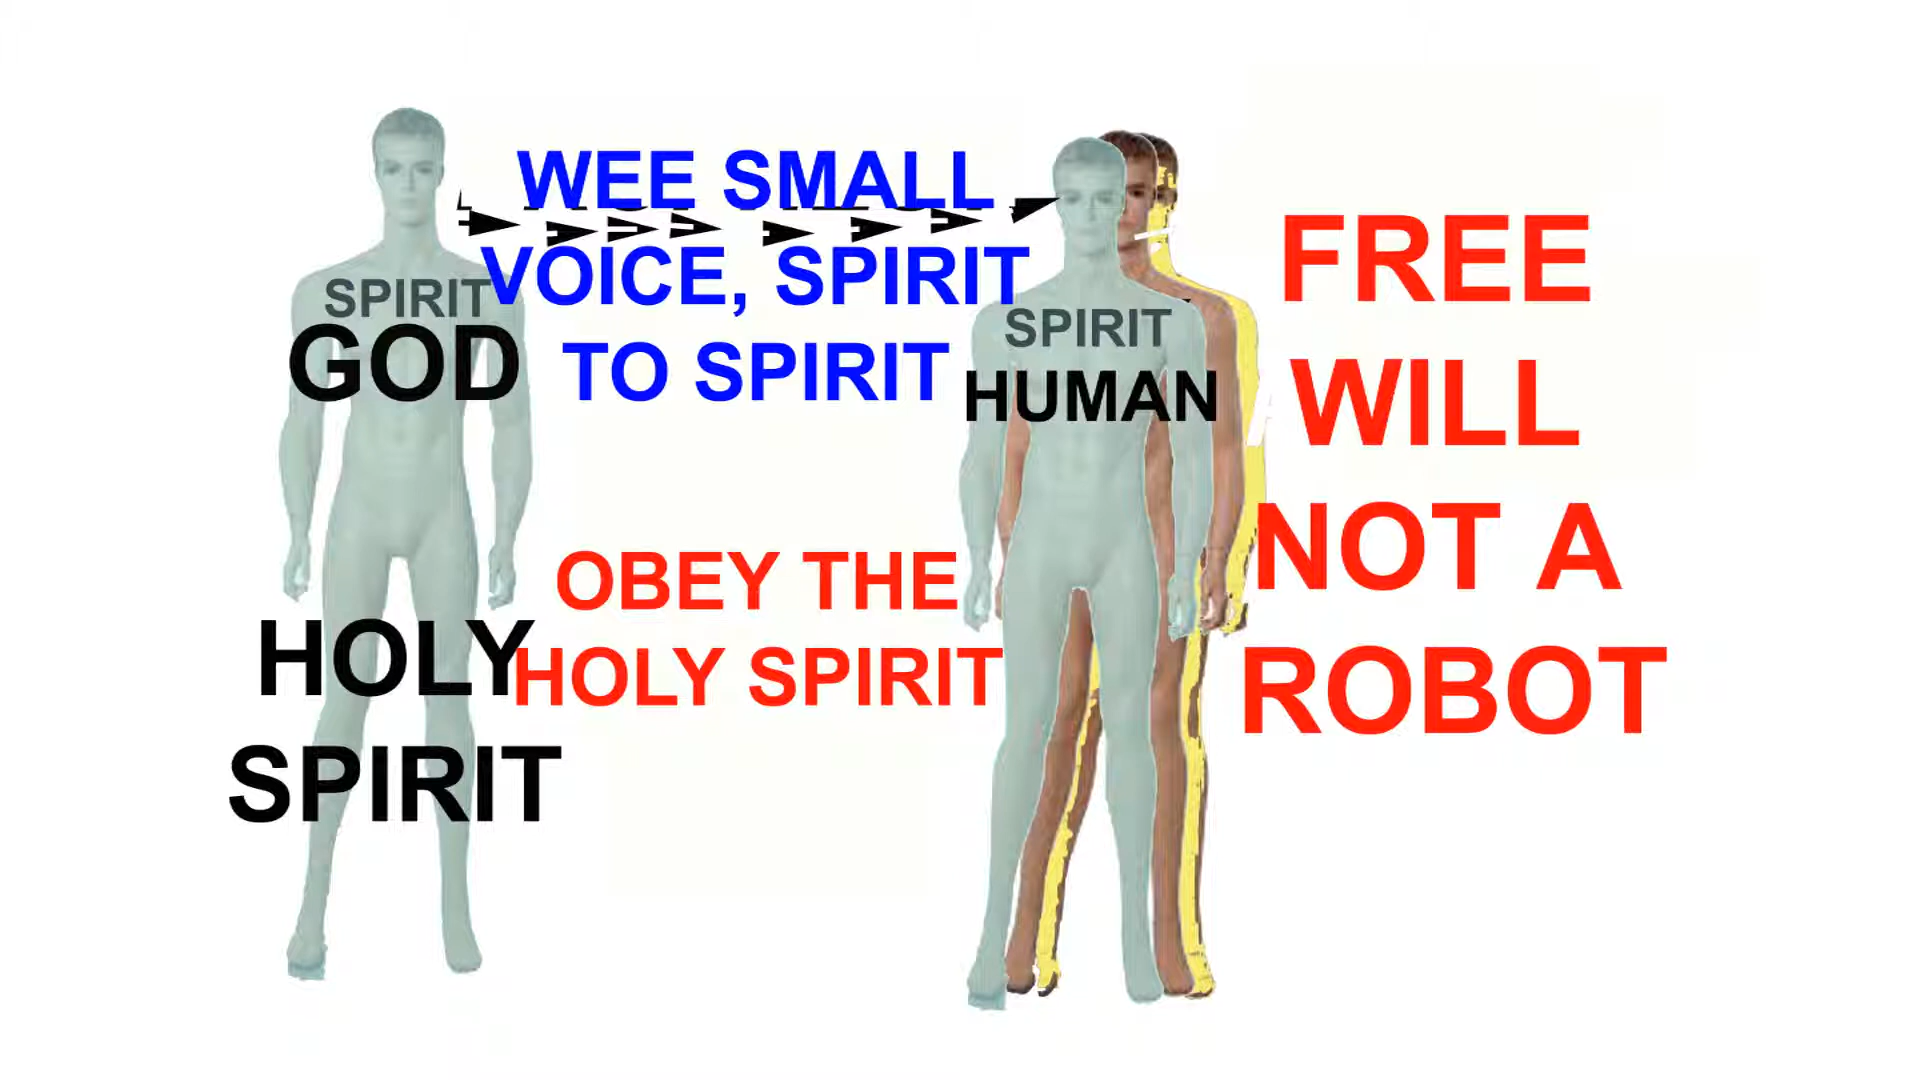 WEE SMALL
VOICE, SPIRIT
TO SPIRIT
SPIRIT
GOD
SPIRIT
HUMAN
FREE
WILL
NOT A
ROBOT
OBEY THE
HOLY SPIRIT
HOLY
SPIRIT